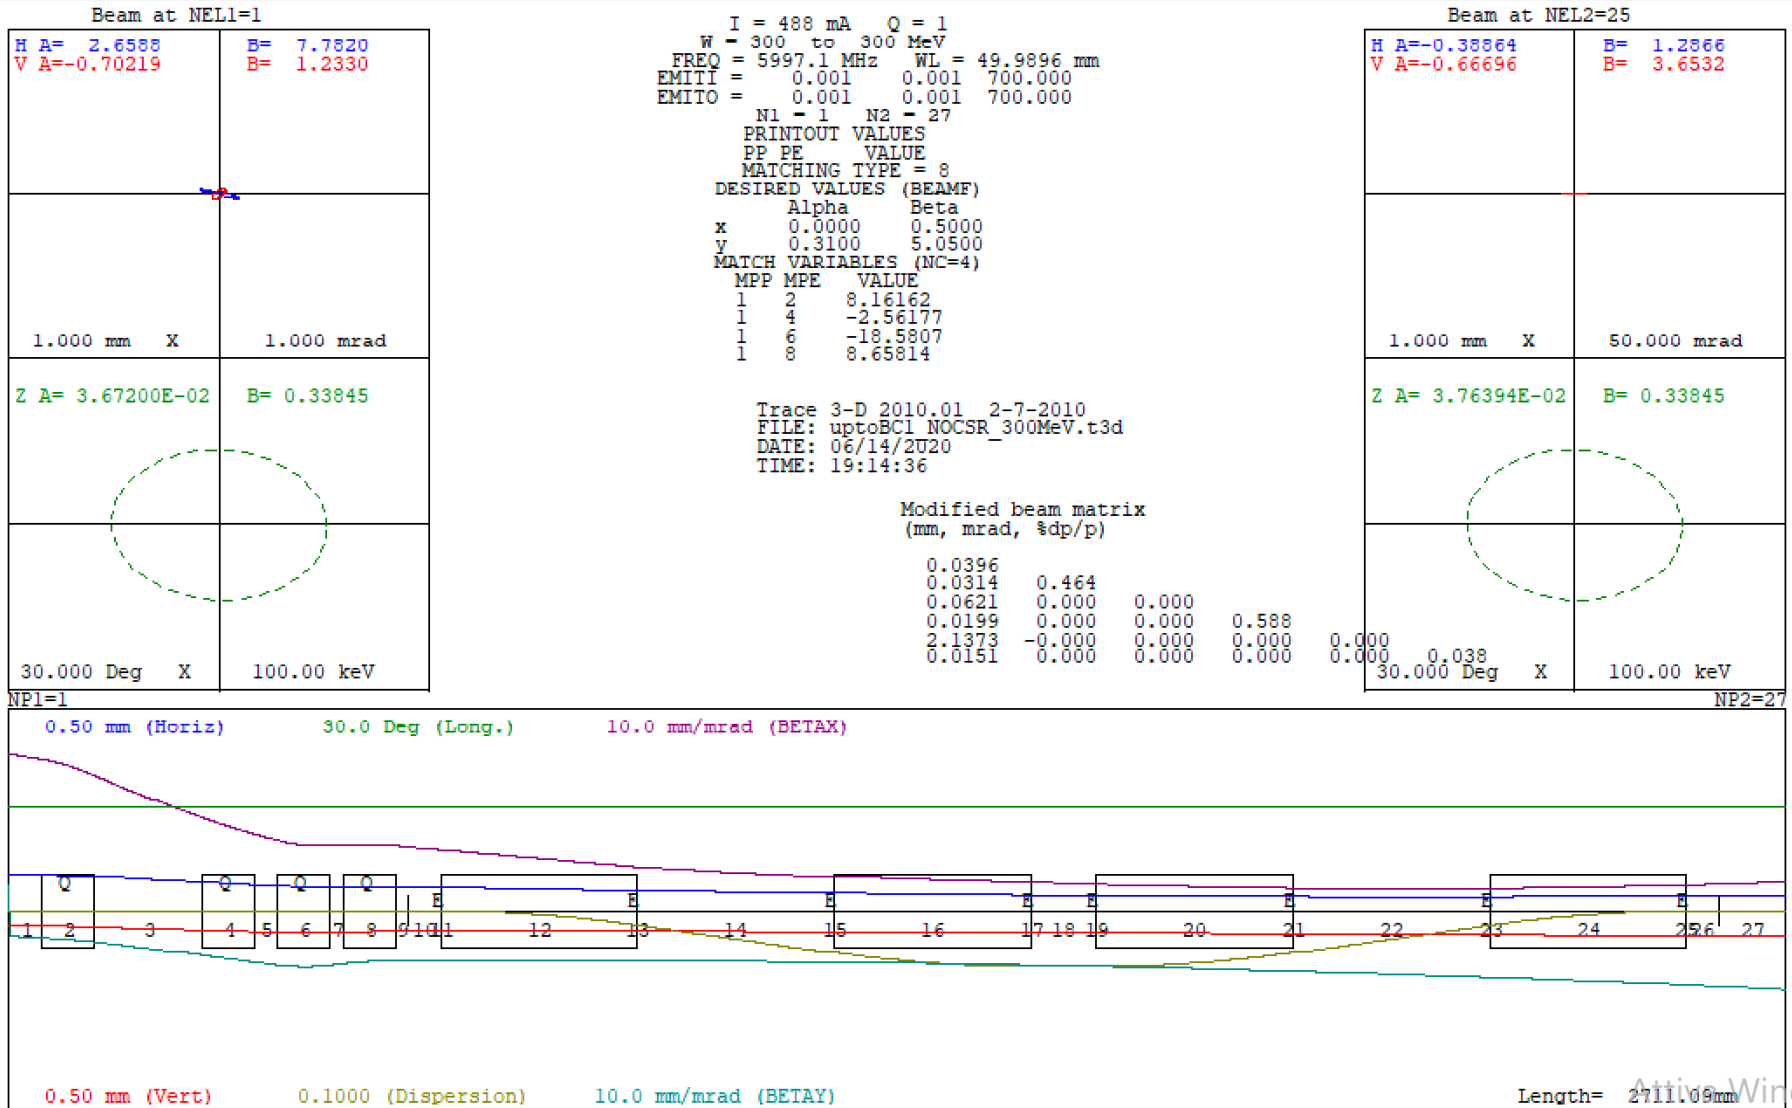 Beam at NEL1=1
H A= 2.6588 B= 7.7820
V A=-0.70219 B= 1.2330
1.000 mm X 1.000 mrad
Z A= 3.67200E-02 B= 0.33845
30.000 Deg X 100.00 keV
NP1=1
I = 488 mA Q = 1
W = 300 to 300 MeV
FREQ = 5997.1 MHz WL = 49.9896 mm
EMITI = 0.001 0.001 700.000
EMITO = 0.001 0.001 700.000
N1 = 1 N2 = 27
PRINTOUT VALUES
PP PE VALUE
MATCHING TYPE = 8
DESIRED VALUES (BEAMF)
Alpha Beta
x 0.0000 0.5000
y 0.3100 5.0500
MATCH VARIABLES (NC=4)
MPP MPE VALUE
1 2 8.16162
1 4 -2.56177
1 6 -18.5807
1 8 8.65814
Trace 3-D 2010.01 2-7-2010
FILE: uptoBC1_NOCSR_300MeV.t3d
DATE: 06/14/2020
TIME: 19:14:36
Modified beam matrix
(mm, mrad, %dp/p)
0.0396
0.0314 0.464
0.0621 0.000 0.000
0.0199 0.000 0.000 0.588
2.1373 -0.000 0.000 0.000 0.000
0.0151 0.000 0.000 0.000 0.000 0.038
Beam at NEL2=25
H A=-0.38864 B= 1.2866
V A=-0.66696 B= 3.6532
1.000 mm X 50.000 mrad
Z A= 3.76394E-02 B= 0.33845
30.000 Deg X 100.00 keV
NP2=27
0.50 mm (Horiz) 30.0 Deg (Long.) 10.0 mm/mrad (BETAX)
Q Q Q Q
E E E E E E E E
1 2 3 4 5 6 7 8 9 10 11 12 13 14 15 16 17 18 19 20 21 22 23 24 25 26 27
0.50 mm (Vert) 0.1000 (Dispersion) 10.0 mm/mrad (BETAY)
Length= 2711.09mm
Attiva Win